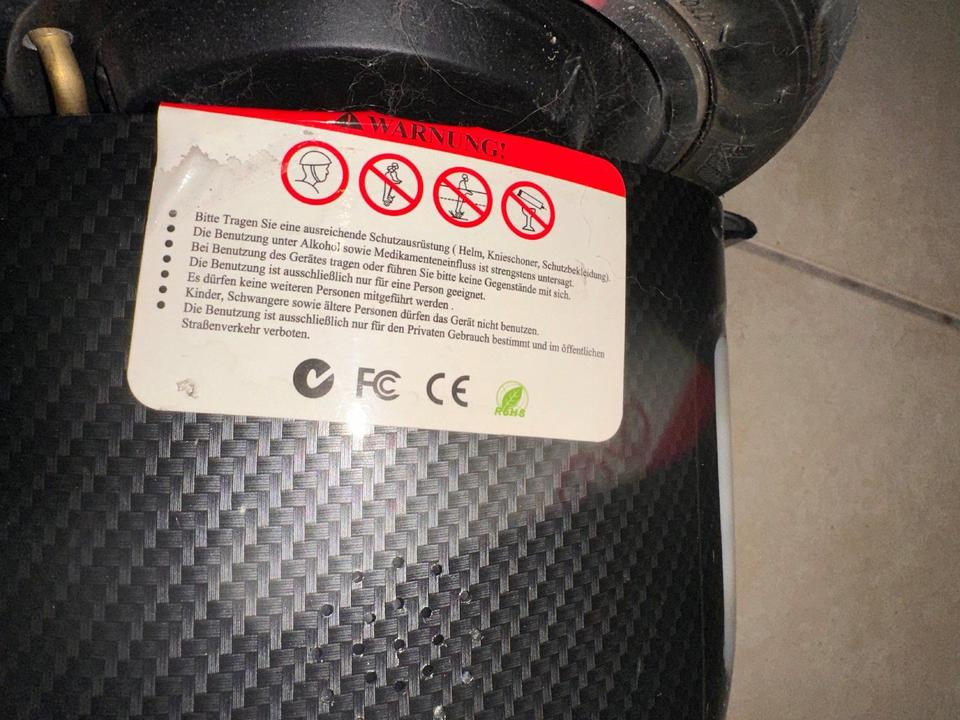 WARNUNG!
Bitte Tragen Sie eine ausreichende Schutzausrüstung ( Helm, Knieschoner, Schutzbekleidung).
Die Benutzung unter Alkohol sowie Medikamenteneinfluss ist strengstens untersagt.
Bei Benutzung des Gerätes tragen oder führen Sie bitte keine Gegenstände mit sich.
Die Benutzung ist ausschließlich nur für eine Person geeignet.
Es dürfen keine weiteren Personen mitgeführt werden .
Kinder, Schwangere sowie ältere Personen dürfen das Gerät nicht benutzen.
Die Benutzung ist ausschließlich nur für den Privaten Gebrauch bestimmt und im öffentlichen
Straßenverkehr verboten.
FC CE RoHS